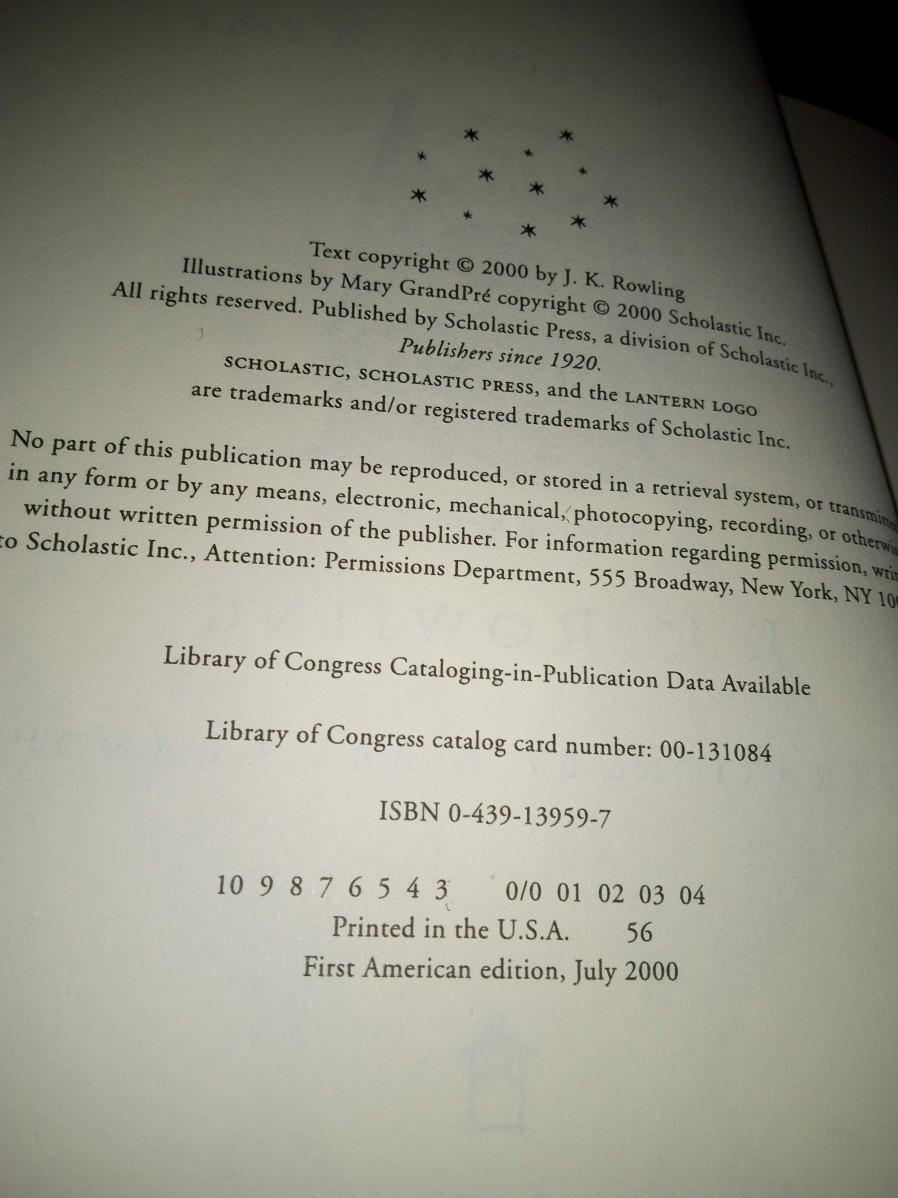 Text copyright © 2000 by J. K. Rowling
Illustrations by Mary GrandPré copyright © 2000 Scholastic Inc.
All rights reserved. Published by Scholastic Press, a division of Scholastic Inc.,
Publishers since 1920.
SCHOLASTIC, SCHOLASTIC PRESS, and the LANTERN LOGO
are trademarks and/or registered trademarks of Scholastic Inc.
No part of this publication may be reproduced, or stored in a retrieval system, or
in any form or by any means, electronic, mechanical, photocopying, recording, or
without written permission of the publisher. For information regarding permission,
to Scholastic Inc., Attention: Permissions Department, 555 Broadway, New York, NY
Library of Congress Cataloging-in-Publication Data Available
Library of Congress catalog card number: 00-131084
ISBN 0-439-13959-7
10 9 8 7 6 5 4 3 0/0 01 02 03 04
Printed in the U.S.A. 56
First American edition, July 2000